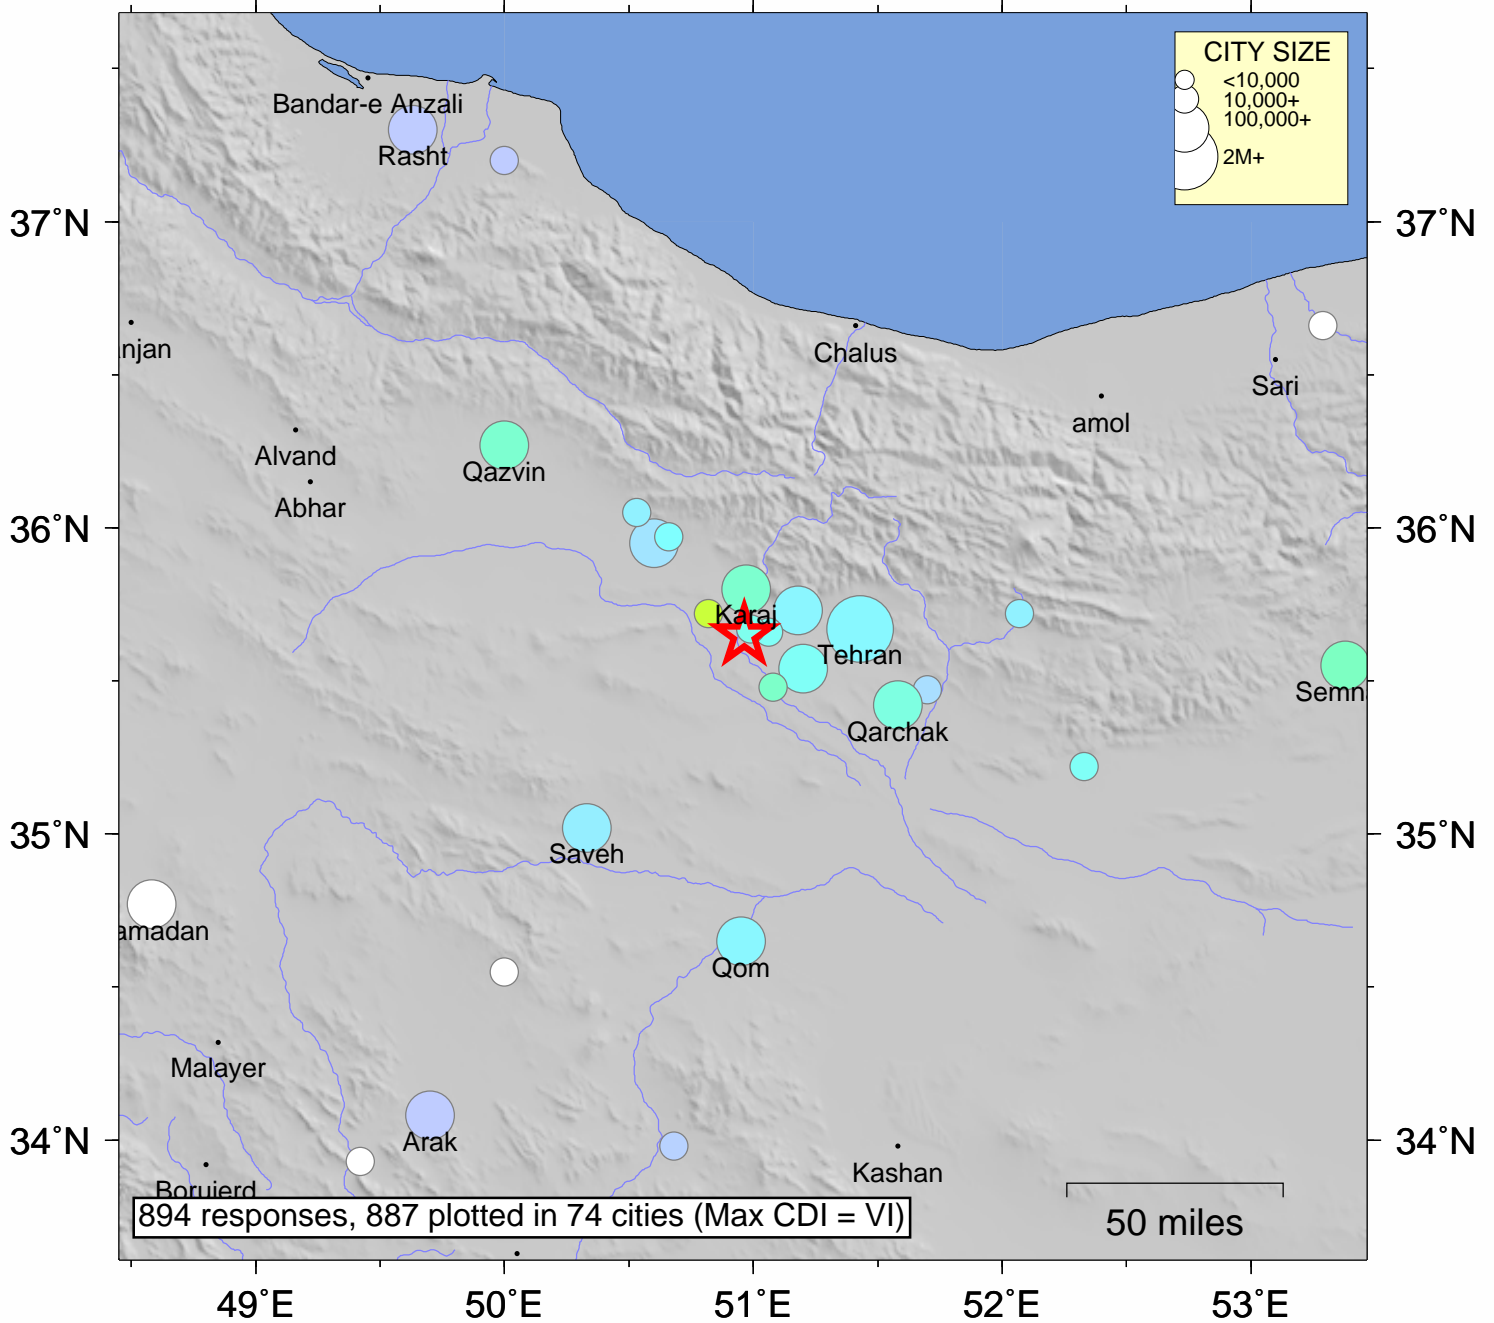 CITY SIZE
<10,000
10,000+
100,000+
2M+
Bandar-e Anzali
Rasht
37˚N
37˚N
njan
Chalus
Sari
amol
Alvand
Qazvin
Abhar
36˚N
36˚N
Karaj
Tehran
Semn
Qarchak
35˚N
35˚N
Saveh
amadan
Qom
Malayer
34˚N
34˚N
Arak
Kashan
Borujerd
894 responses, 887 plotted in 74 cities (Max CDI = VI)
50 miles
49˚E
50˚E
51˚E
52˚E
53˚E